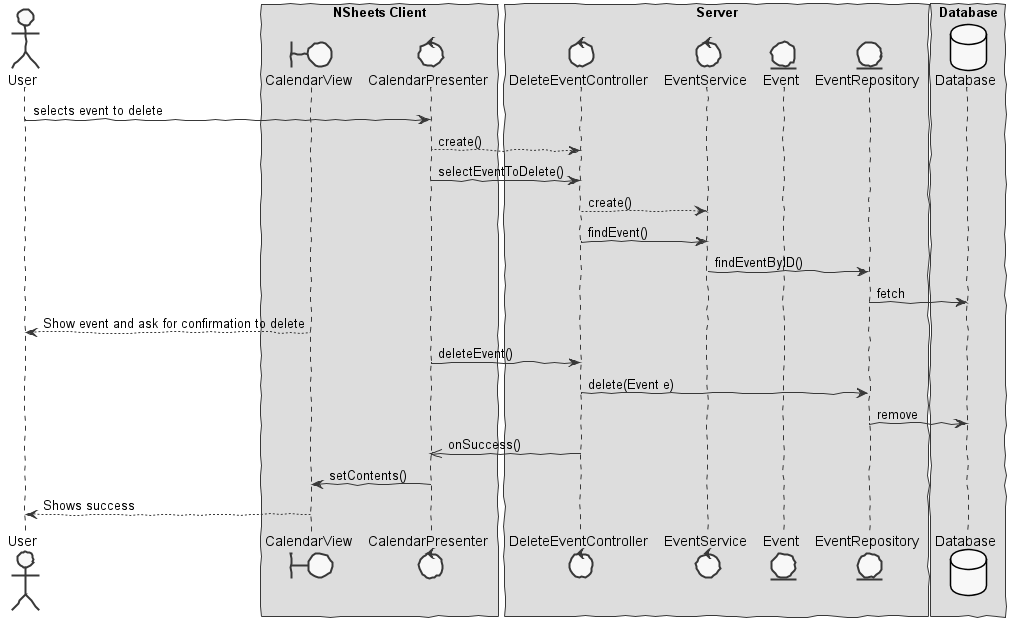 NSheets Client
Server
Database
User
CalendarView
CalendarPresenter
DeleteEventController
EventService
Event
EventRepository
Database
selects event to delete
create()
selectEventToDelete()
create()
findEvent()
findEventByID()
fetch
Show event and ask for confirmation to delete
deleteEvent()
delete(Event e)
remove
onSuccess()
setContents()
Shows success
User
CalendarView
CalendarPresenter
DeleteEventController
EventService
Event
EventRepository
Database